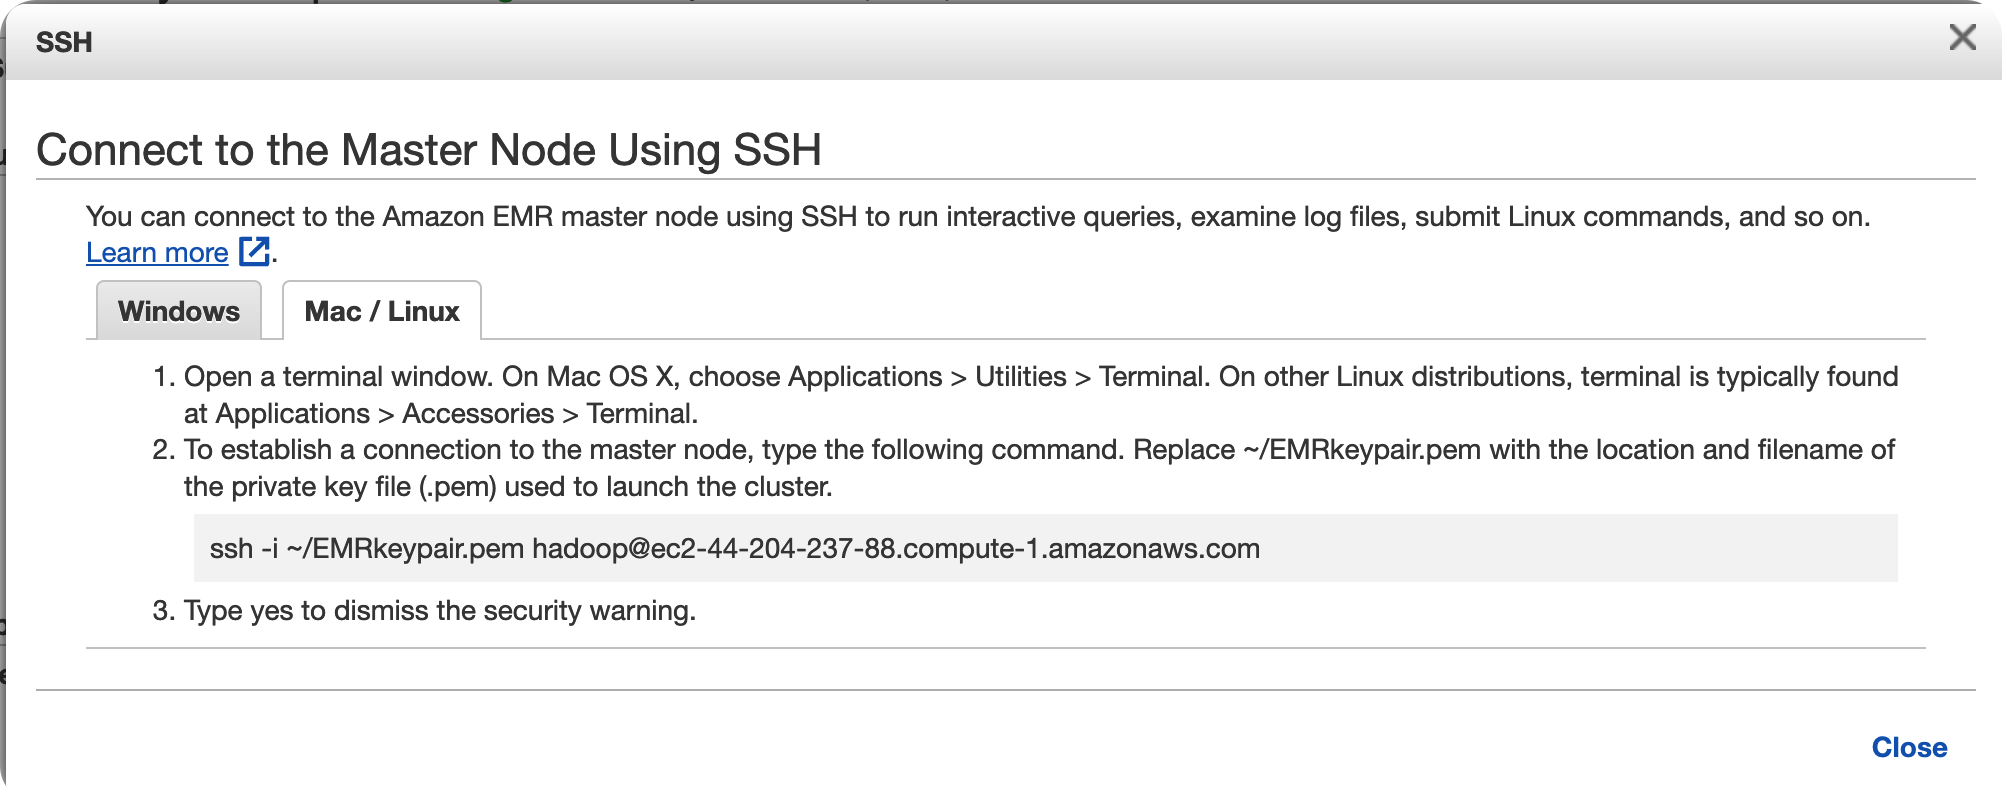 SSH
Connect to the Master Node Using SSH
You can connect to the Amazon EMR master node using SSH to run interactive queries, examine log files, submit Linux commands, and so on.
Learn more .
Windows
Mac / Linux
1. Open a terminal window. On Mac OS X, choose Applications > Utilities > Terminal. On other Linux distributions, terminal is typically found
at Applications > Accessories > Terminal.
2. To establish a connection to the master node, type the following command. Replace ~/EMRkeypair.pem with the location and filename of
the private key file (.pem) used to launch the cluster.
ssh -i ~/EMRkeypair.pem hadoop@ec2-44-204-237-88.compute-1.amazonaws.com
3. Type yes to dismiss the security warning.
Close